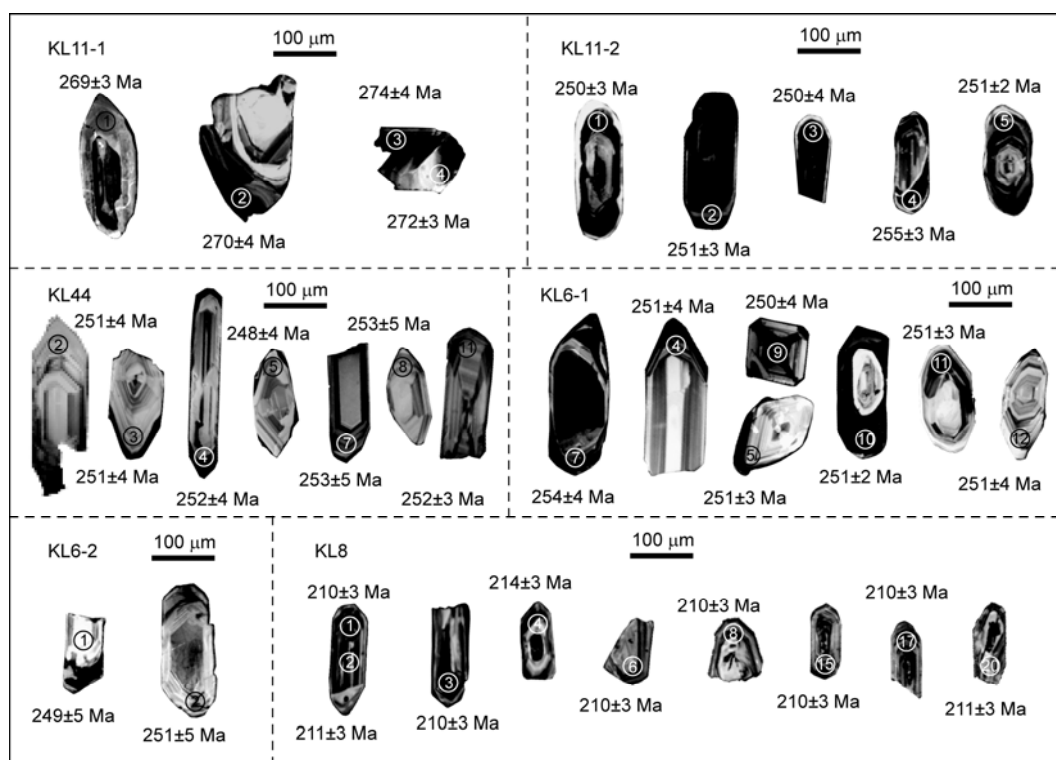 KL11-1
100 µm
269±3 Ma
274±4 Ma
1
2
3
4
270±4 Ma
272±3 Ma
KL11-2
100 µm
250±3 Ma
250±4 Ma
251±2 Ma
1
2
3
4
5
251±3 Ma
255±3 Ma
KL44
100 µm
251±4 Ma
248±4 Ma
253±5 Ma
2
3
4
5
7
8
11
251±4 Ma
252±4 Ma
253±5 Ma
252±3 Ma
KL6-1
100 µm
251±4 Ma
250±4 Ma
251±3 Ma
7
4
9
5
10
11
12
254±4 Ma
251±3 Ma
251±2 Ma
251±4 Ma
KL6-2
100 µm
1
2
249±5 Ma
251±5 Ma
KL8
100 µm
210±3 Ma
214±3 Ma
210±3 Ma
210±3 Ma
1
2
3
4
6
8
15
17
20
211±3 Ma
210±3 Ma
210±3 Ma
210±3 Ma
211±3 Ma